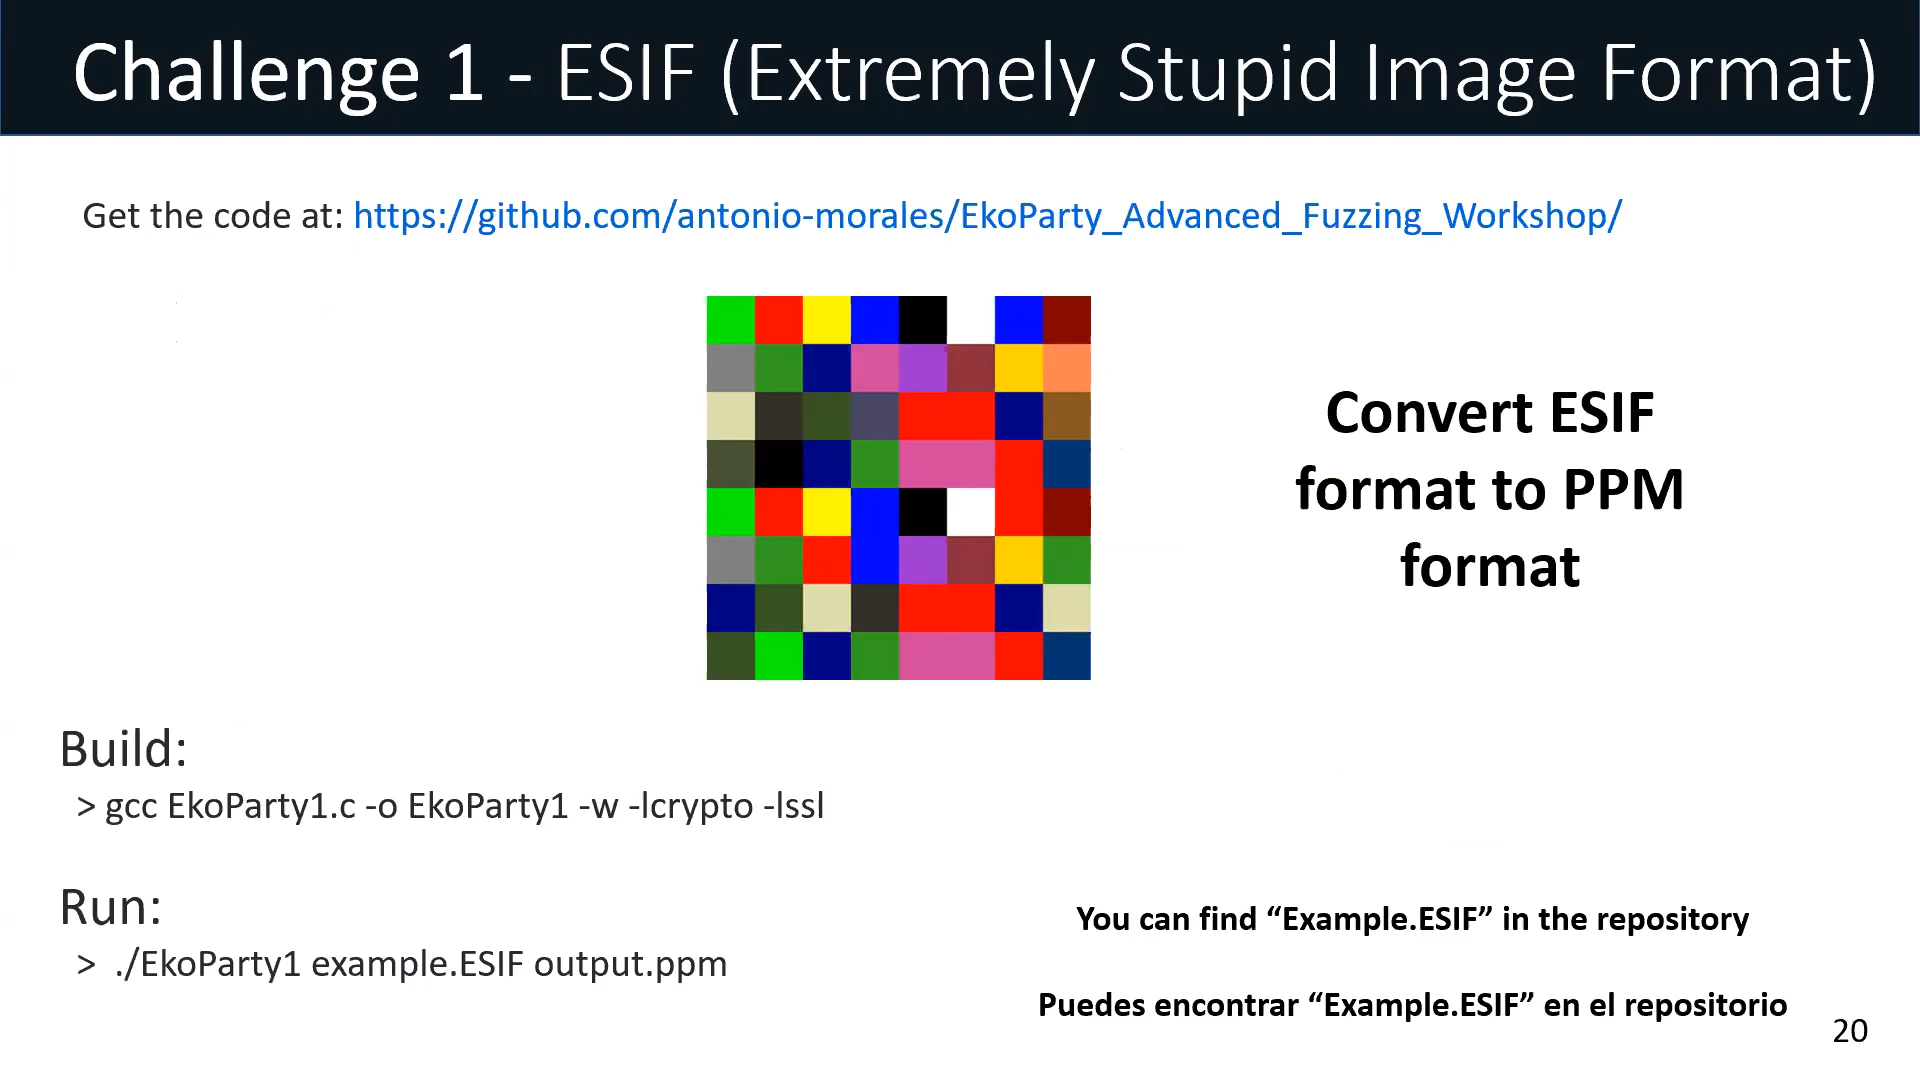 Challenge 1 - ESIF (Extremely Stupid Image Format)
Get the code at: https://github.com/antonio-morales/EkoParty_Advanced_Fuzzing_Workshop/
Convert ESIF
format to PPM
format
Build:
> gcc EkoParty1.c -o EkoParty1 -w -lcrypto -lssl
Run:
> ./EkoParty1 example.ESIF output.ppm
You can find “Example.ESIF” in the repository
Puedes encontrar “Example.ESIF” en el repositorio
20